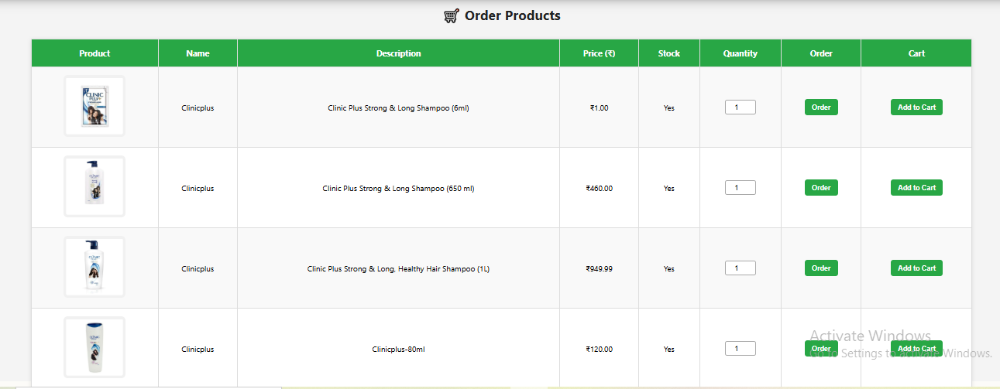 Order Products
Product Name Description Price (₹) Stock Quantity Order Cart
CLINIC PLUS+ Clinicplus Clinic Plus Strong & Long Shampoo (6ml) ₹1.00 Yes 1 Order Add to Cart
CLINIC Clinicplus Clinic Plus Strong & Long Shampoo (650 ml) ₹460.00 Yes 1 Order Add to Cart
CLINIC Clinicplus Clinic Plus Strong & Long, Healthy Hair Shampoo (1L) ₹949.99 Yes 1 Order Add to Cart
Activate Windows
CLINIC Clinicplus Clinicplus-80ml ₹120.00 Yes 1 Order Add to Cart
Go to Settings to activate Windows.